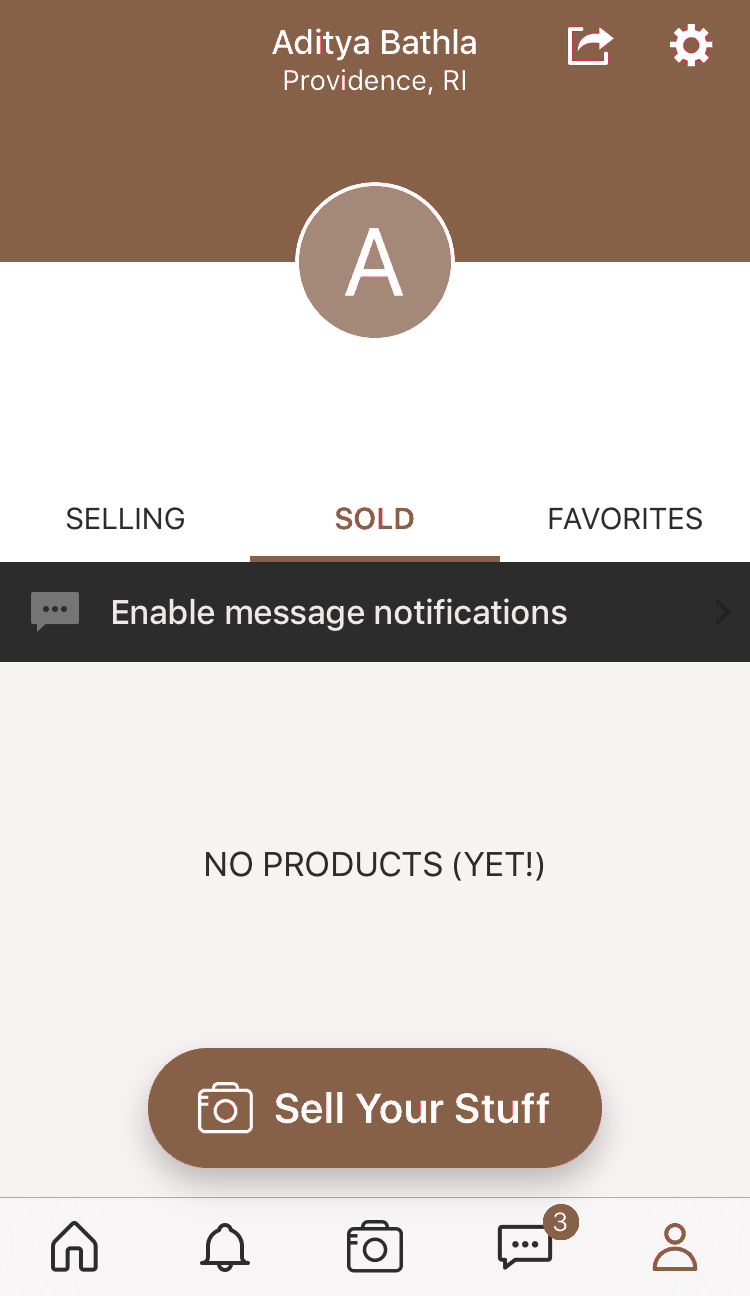 Aditya Bathla
Providence, RI
A
SELLING SOLD FAVORITES
Enable message notifications
NO PRODUCTS (YET!)
Sell Your Stuff
3